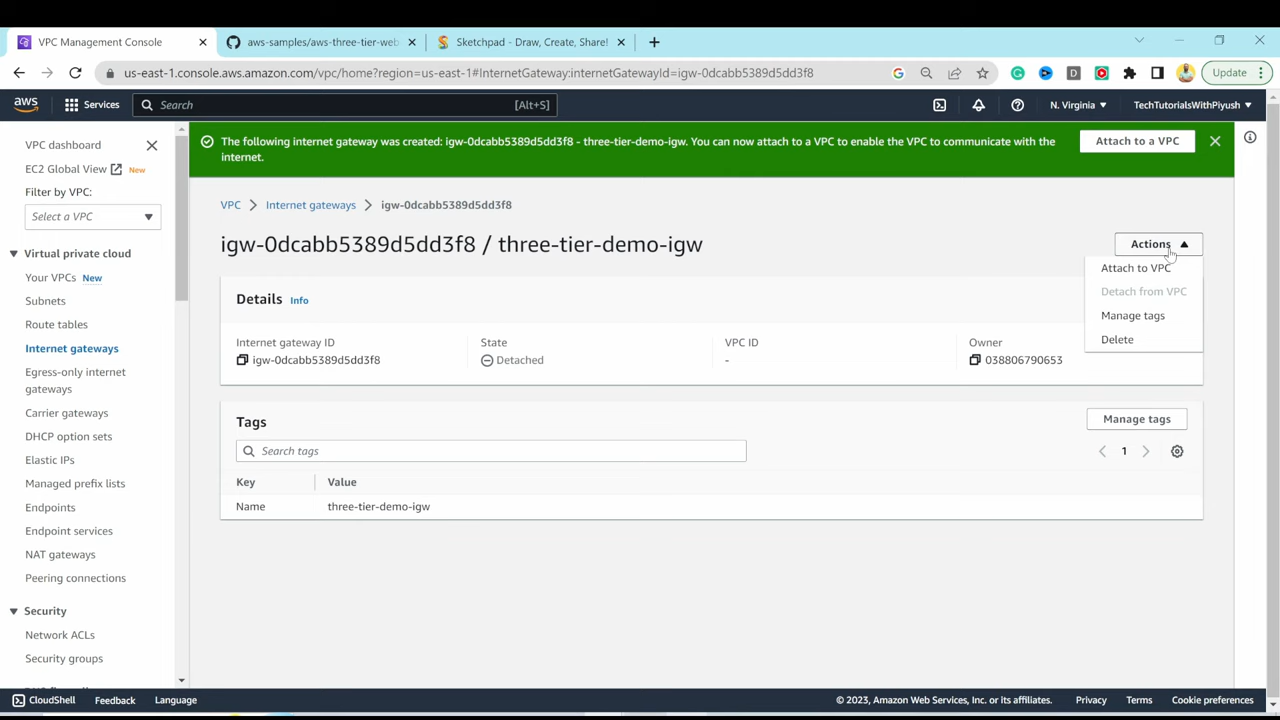 VPC Management Console
aws-samples/aws-three-tier-web-
Sketchpad - Draw, Create, Share!
us-east-1.console.aws.amazon.com/vpc/home?region=us-east-1#InternetGateway:internetGatewayId=igw-0dcabb5389d5dd3f8
Update
aws
Services
Search
[Alt+S]
N. Virginia
TechTutorialsWithPiyush
VPC dashboard
EC2 Global View
New
Filter by VPC:
Select a VPC
Virtual private cloud
Your VPCs New
Subnets
Route tables
Internet gateways
Egress-only internet
gateways
Carrier gateways
DHCP option sets
Elastic IPs
Managed prefix lists
Endpoints
Endpoint services
NAT gateways
Peering connections
Security
Network ACLs
Security groups
The following internet gateway was created: igw-0dcabb5389d5dd3f8 - three-tier-demo-igw. You can now attach to a VPC to enable the VPC to communicate with the
internet.
Attach to a VPC
VPC
Internet gateways
igw-0dcabb5389d5dd3f8
igw-0dcabb5389d5dd3f8 / three-tier-demo-igw
Actions
Attach to VPC
Detach from VPC
Manage tags
Delete
Details Info
Internet gateway ID
igw-0dcabb5389d5dd3f8
State
Detached
VPC ID
-
Owner
038806790653
Tags
Manage tags
Search tags
1
Key
Value
Name
three-tier-demo-igw
CloudShell
Feedback
Language
© 2023, Amazon Web Services, Inc. or its affiliates.
Privacy
Terms
Cookie preferences